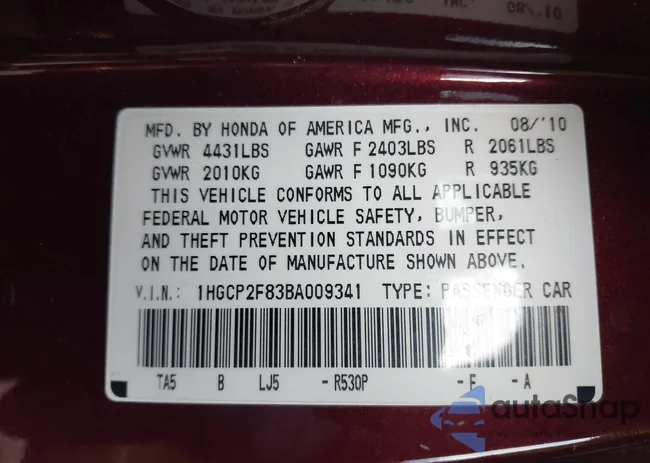 08/'10
MFD. BY HONDA OF AMERICA MFG., INC. 08/'10
GVWR 4431LBS GAWR F 2403LBS R 2061LBS
GVWR 2010KG GAWR F 1090KG R 935KG
THIS VEHICLE CONFORMS TO ALL APPLICABLE
FEDERAL MOTOR VEHICLE SAFETY, BUMPER,
AND THEFT PREVENTION STANDARDS IN EFFECT
ON THE DATE OF MANUFACTURE SHOWN ABOVE.
V.I.N.: 1HGCP2F83BA009341 TYPE: PASSENGER CAR
TA5 B LJ5 - R530P - E - A
autoSnap